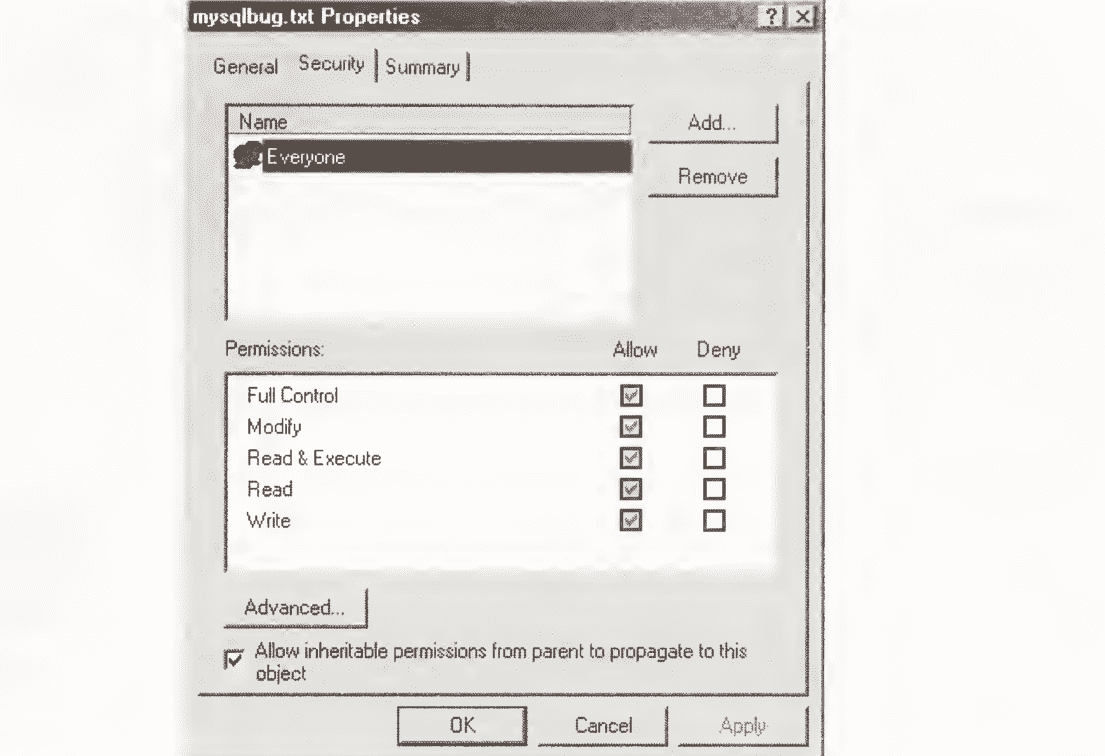 mysqlbug.txt Properties
General Security Summary
Name
Add...
Everyone
Remove
Permissions: Allow Deny
Full Control
Modify
Read & Execute
Read
Write
Advanced...
Allow inheritable permissions from parent to propagate to this
object
OK Cancel Apply